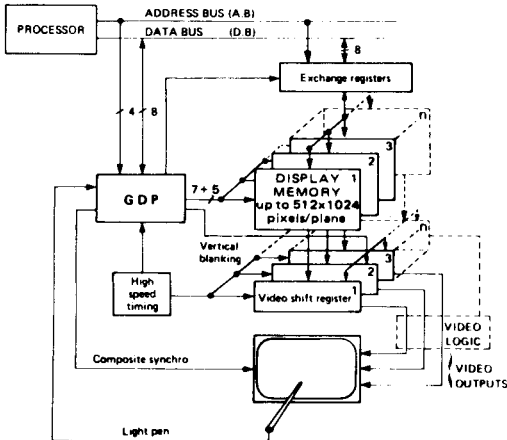 PROCESSOR
ADDRESS BUS (A.B)
DATA BUS (D.B)
8
Exchange registers
4
8
n
3
2
1
DISPLAY
MEMORY
up to 512x1024
pixels/plane
GDP
7 + 5
n
3
2
1
Vertical
blanking
High
speed
timing
Video shift register
VIDEO
LOGIC
VIDEO
OUTPUTS
Composite synchro
Light pen